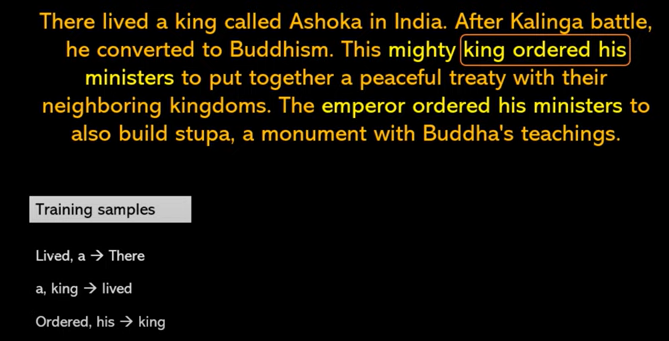 There lived a king called Ashoka in India. After Kalinga battle,
he converted to Buddhism. This mighty king ordered his
ministers to put together a peaceful treaty with their
neighboring kingdoms. The emperor ordered his ministers to
also build stupa, a monument with Buddha's teachings.
Training samples
Lived, a → There
a, king → lived
Ordered, his → king